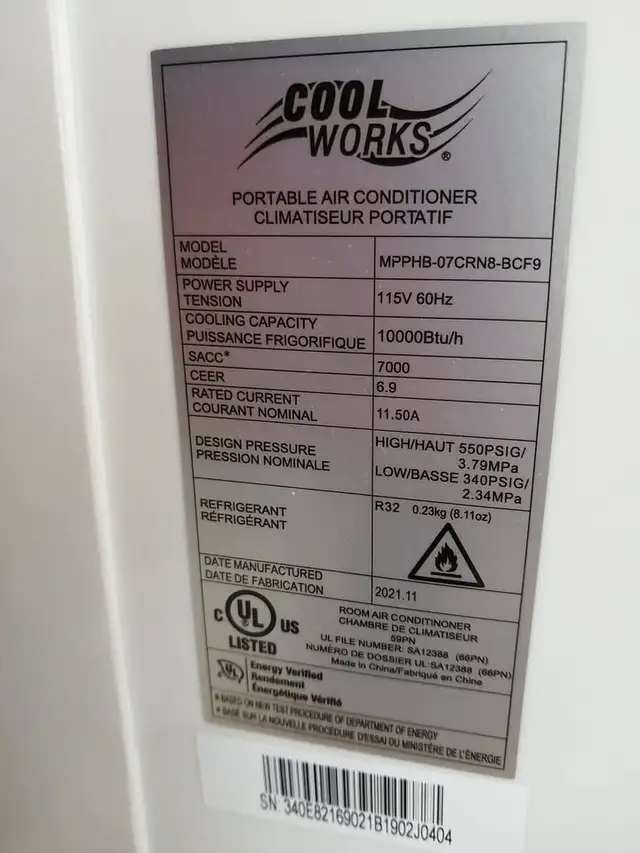 COOL
WORKS®
PORTABLE AIR CONDITIONER
CLIMATISEUR PORTATIF
MODEL
MODÈLE
MPPHB-07CRN8-BCF9
POWER SUPPLY
TENSION
115V 60Hz
COOLING CAPACITY
PUISSANCE FRIGORIFIQUE
10000Btu/h
SACC*
7000
CEER
6.9
RATED CURRENT
COURANT NOMINAL
11.50A
DESIGN PRESSURE
PRESSION NOMINALE
HIGH/HAUT 550PSIG/
3.79MPa
LOW/BASSE 340PSIG/
2.34MPa
REFRIGERANT
RÉFRIGÉRANT
R32 0.23kg (8.11oz)
DATE MANUFACTURED
DATE DE FABRICATION
2021.11
C UL US
LISTED
ROOM AIR CONDITINONER
CHAMBRE DE CLIMATISEUR
59PN
UL FILE NUMBER: SA12388 (66PN)
NUMÉRO DE DOSSIER UL:SA12388 (66PN)
Made in China/Fabriqué en Chine
UL
Energy Verified
Rendement
Énergétique Vérifié
* BASED ON NEW TEST PROCEDURE OF DEPARTMENT OF ENERGY
* BASÉ SUR LA NOUVELLE PROCÉDURE D'ESSAI DU MINISTÈRE DE L'ÉNERGIE
SN 340E82169021B1902J0404